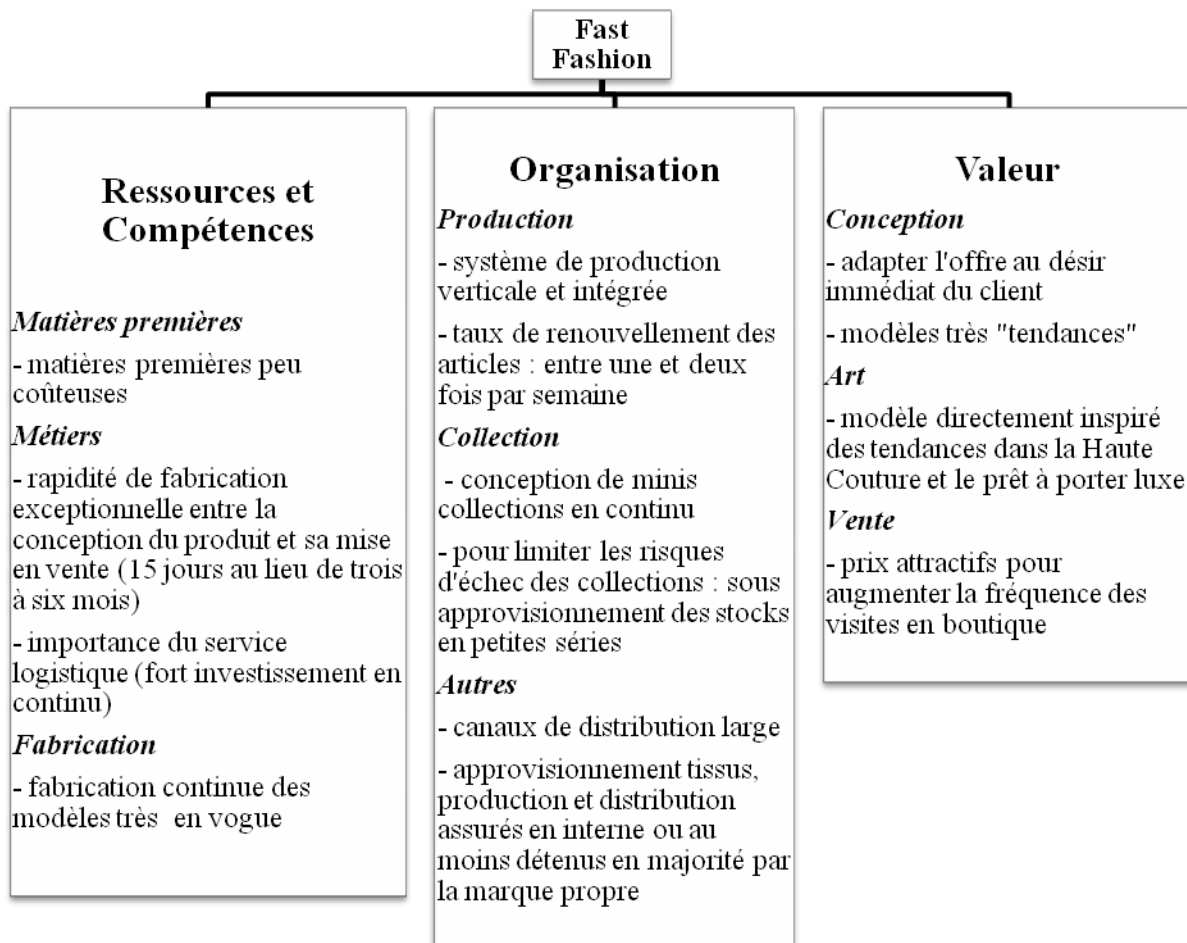 Fast
Fashion
Ressources et
Compétences
Matières premières
- matières premières peu
coûteuses
Métiers
- rapidité de fabrication
exceptionnelle entre la
conception du produit et sa mise
en vente (15 jours au lieu de trois
à six mois)
- importance du service
logistique (fort investissement en
continu)
Fabrication
- fabrication continue des
modèles très en vogue
Organisation
Production
- système de production
verticale et intégrée
- taux de renouvellement des
articles : entre une et deux
fois par semaine
Collection
- conception de minis
collections en continu
- pour limiter les risques
d'échec des collections : sous
approvisionnement des stocks
en petites séries
Autres
- canaux de distribution large
- approvisionnement tissus,
production et distribution
assurés en interne ou au
moins détenus en majorité par
la marque propre
Valeur
Conception
- adapter l'offre au désir
immédiat du client
- modèles très "tendances"
Art
- modèle directement inspiré
des tendances dans la Haute
Couture et le prêt à porter luxe
Vente
- prix attractifs pour
augmenter la fréquence des
visites en boutique